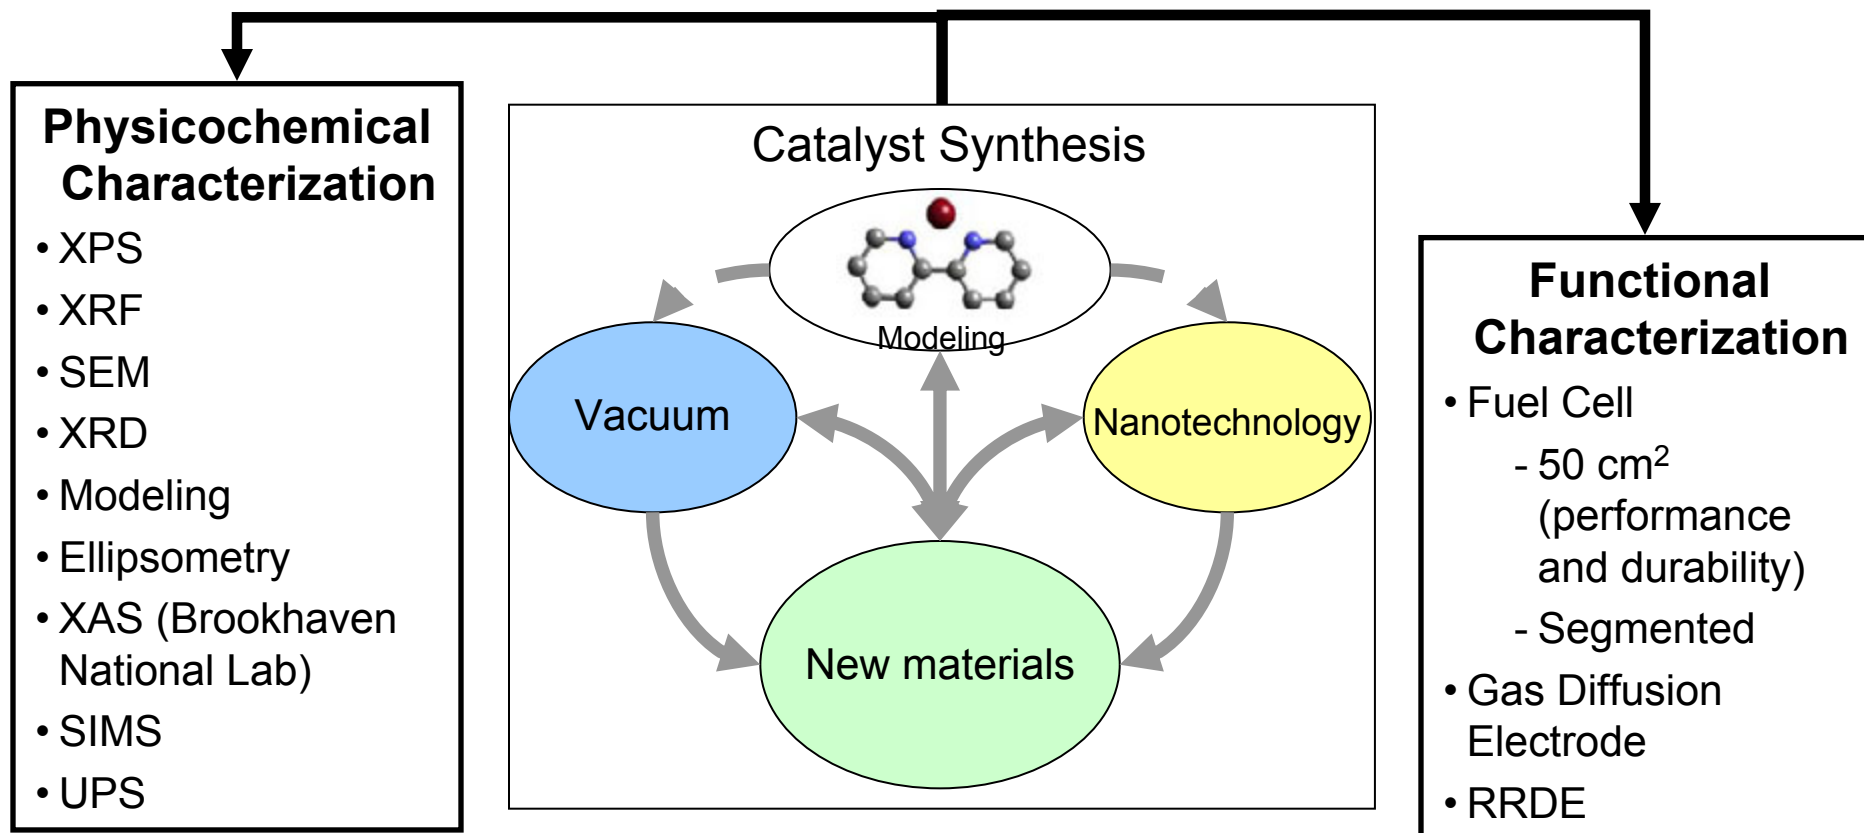 Physicochemical
Characterization
• XPS
• XRF
• SEM
• XRD
• Modeling
• Ellipsometry
• XAS (Brookhaven
National Lab)
• SIMS
• UPS
Catalyst Synthesis
Modeling
Vacuum
Nanotechnology
New materials
Functional
Characterization
• Fuel Cell
- 50 cm²
(performance
and durability)
- Segmented
• Gas Diffusion
Electrode
• RRDE